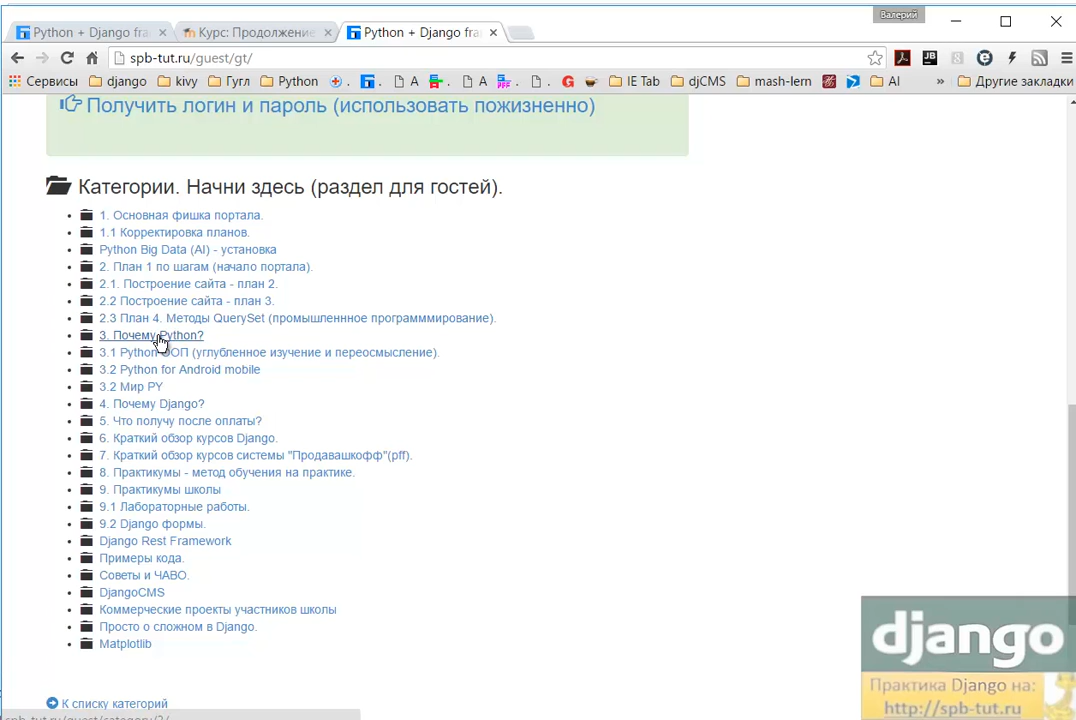 Валерий
Python + Django fra
Курс: Продолжение
Python + Django fra
spb-tut.ru/guest/gt/
Сервисы
django
kivy
Гугл
Python
A
A
IE Tab
djCMS
mash-lern
AI
»
Другие закладки
Получить логин и пароль (использовать пожизненно)
Категории. Начни здесь (раздел для гостей).
1. Основная фишка портала.
1.1 Корректировка планов.
Python Big Data (AI) - установка
2. План 1 по шагам (начало портала).
2.1. Построение сайта - план 2.
2.2 Построение сайта - план 3.
2.3 План 4. Методы QuerySet (промышленнное программмирование).
3. Почему Python?
3.1 Python ООП (углубленное изучение и переосмысление).
3.2 Python for Android mobile
3.2 Мир PY
4. Почему Django?
5. Что получу после оплаты?
6. Краткий обзор курсов Django.
7. Краткий обзор курсов системы "Продавашкофф"(pff).
8. Практикумы - метод обучения на практике.
9. Практикумы школы
9.1 Лабораторные работы.
9.2 Django формы.
Django Rest Framework
Примеры кода.
Советы и ЧАВО.
DjangoCMS
Коммерческие проекты участников школы
Просто о сложном в Django.
Matplotlib
К списку категорий
django
Практика Django на:
http://spb-tut.ru